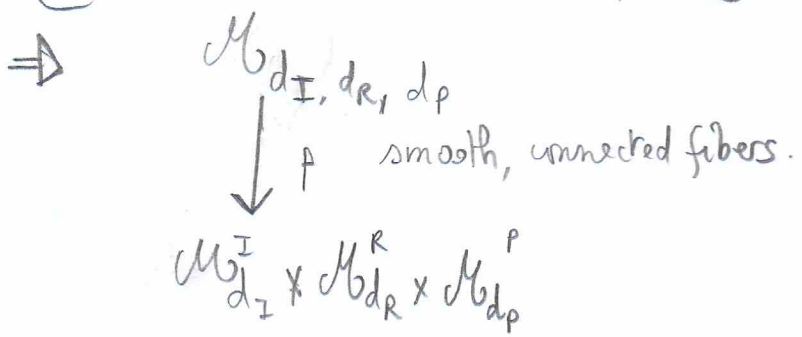 ⇒ M_{d_I, d_R, d_P}
↓ p smooth, connected fibers.
M^I_{d_I} × M^R_{d_R} × M^P_{d_P}